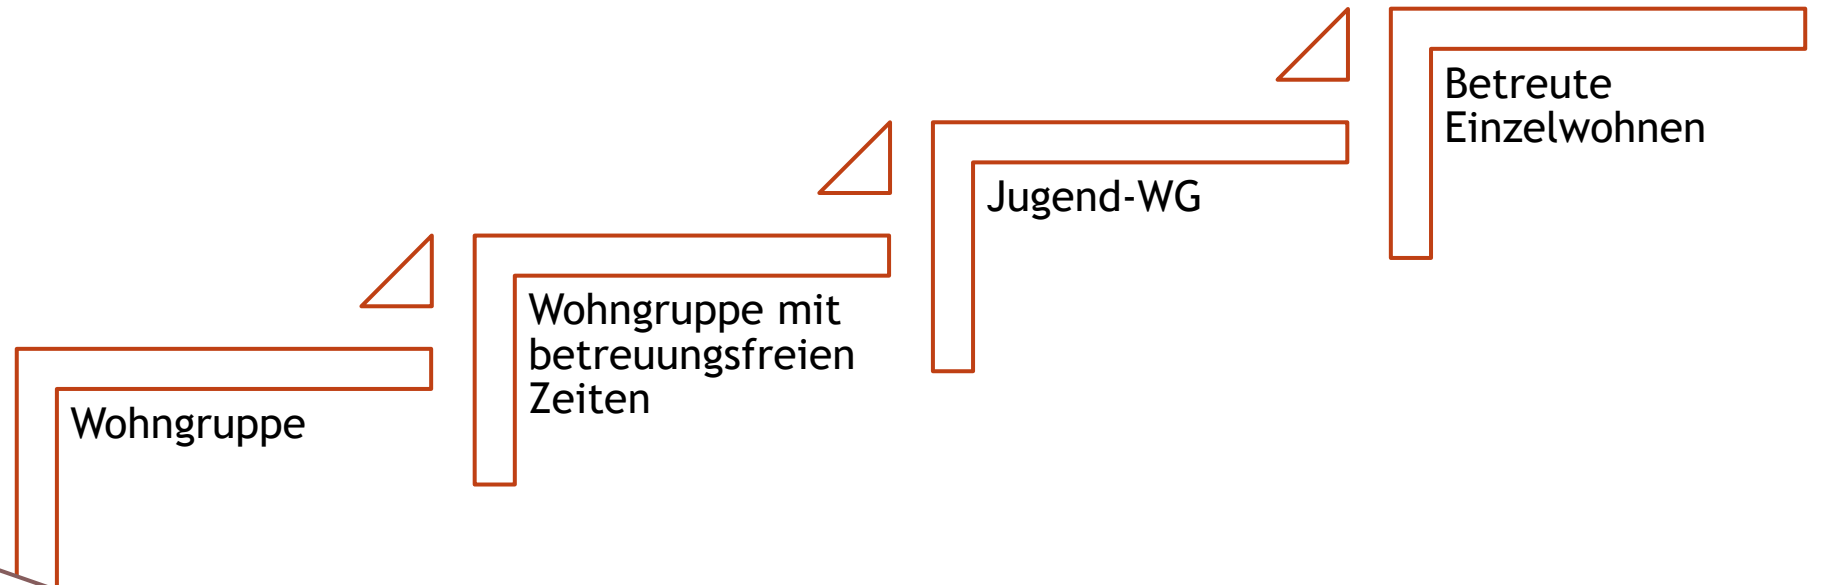 Wohngruppe
Wohngruppe mit
betreuungsfreien
Zeiten
Jugend-WG
Betreute
Einzelwohnen